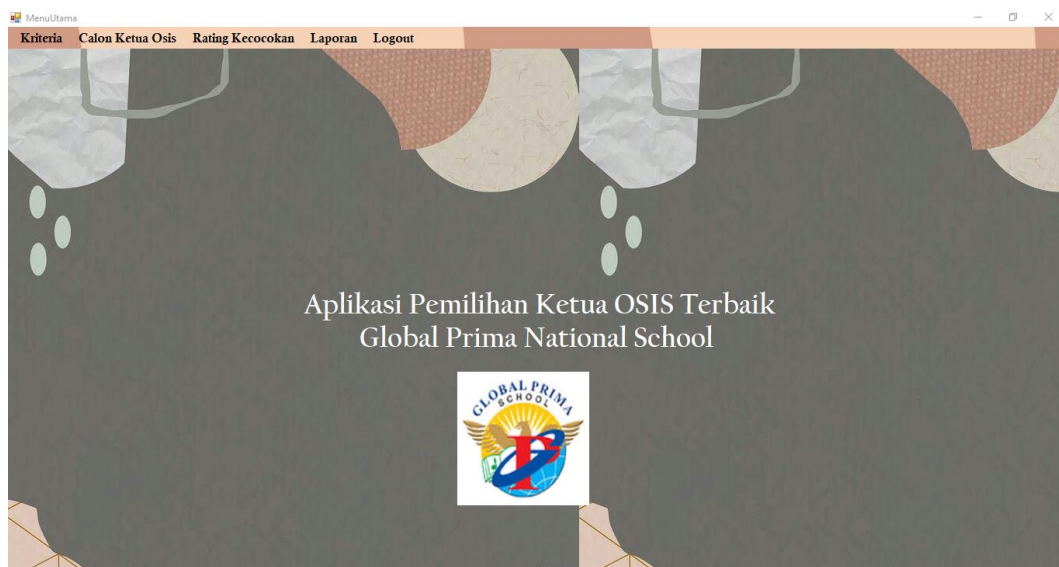 MenuUtama
Kriteria Calon Ketua Osis Rating Kecocokan Laporan Logout
Aplikasi Pemilihan Ketua OSIS Terbaik
Global Prima National School
GLOBAL PRIMA
SCHOOL